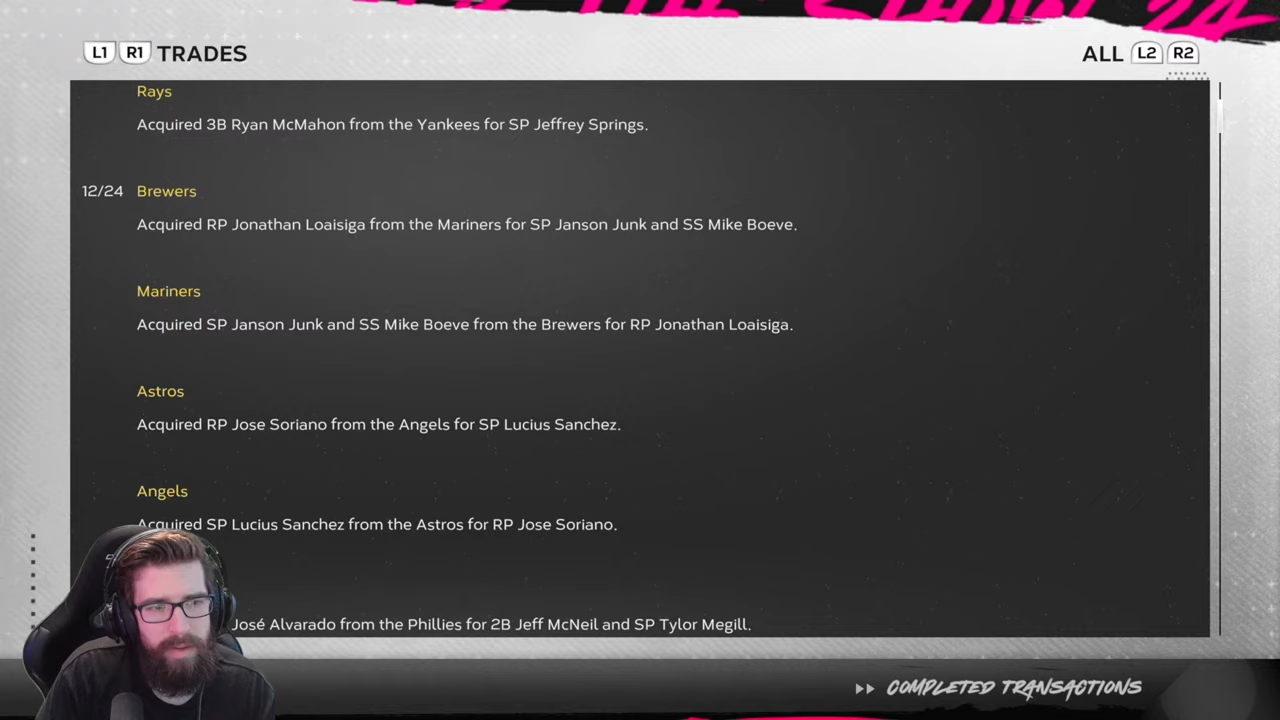 THE SHOW 24
L1 R1 TRADES
ALL L2 R2
Rays
Acquired 3B Ryan McMahon from the Yankees for SP Jeffrey Springs.
12/24 Brewers
Acquired RP Jonathan Loaisiga from the Mariners for SP Janson Junk and SS Mike Boeve.
Mariners
Acquired SP Janson Junk and SS Mike Boeve from the Brewers for RP Jonathan Loaisiga.
Astros
Acquired RP Jose Soriano from the Angels for SP Lucius Sanchez.
Angels
Acquired SP Lucius Sanchez from the Astros for RP Jose Soriano.
José Alvarado from the Phillies for 2B Jeff McNeil and SP Tylor Megill.
COMPLETED TRANSACTIONS